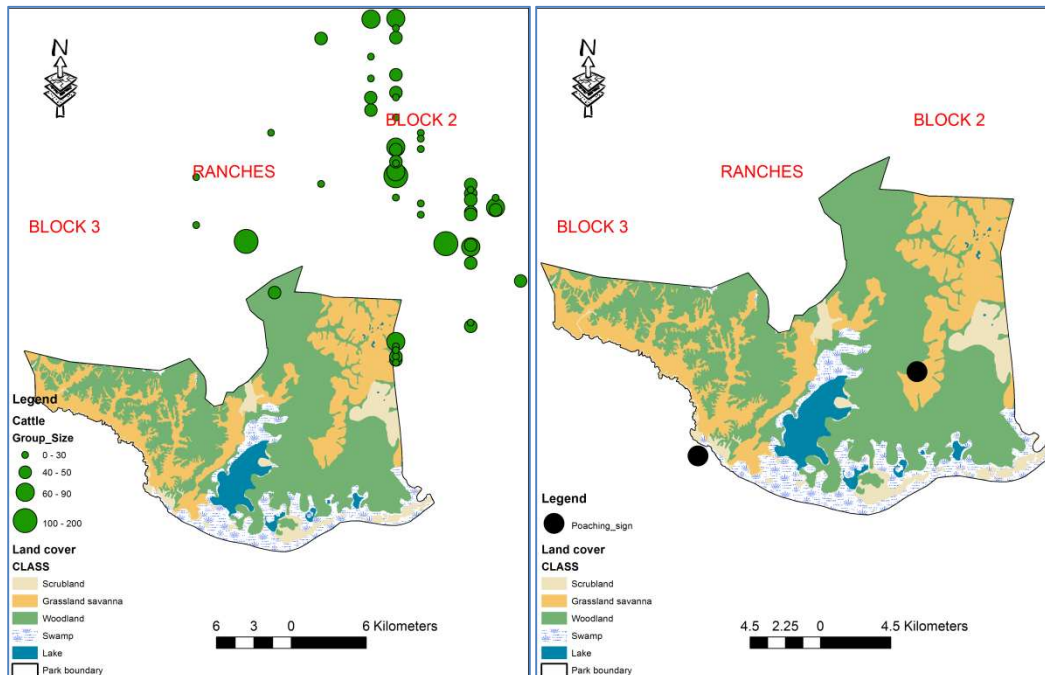 N
BLOCK 2
RANCHES
BLOCK 3
Legend
Cattle
Group_Size
0 - 30
40 - 50
60 - 90
100 - 200
Land cover
CLASS
Scrubland
Grassland savanna
Woodland
Swamp
Lake
Park boundary
6 3 0 6 Kilometers
N
BLOCK 2
RANCHES
BLOCK 3
Legend
Poaching_sign
Land cover
CLASS
Scrubland
Grassland savanna
Woodland
Swamp
Lake
Park boundary
4.5 2.25 0 4.5 Kilometers